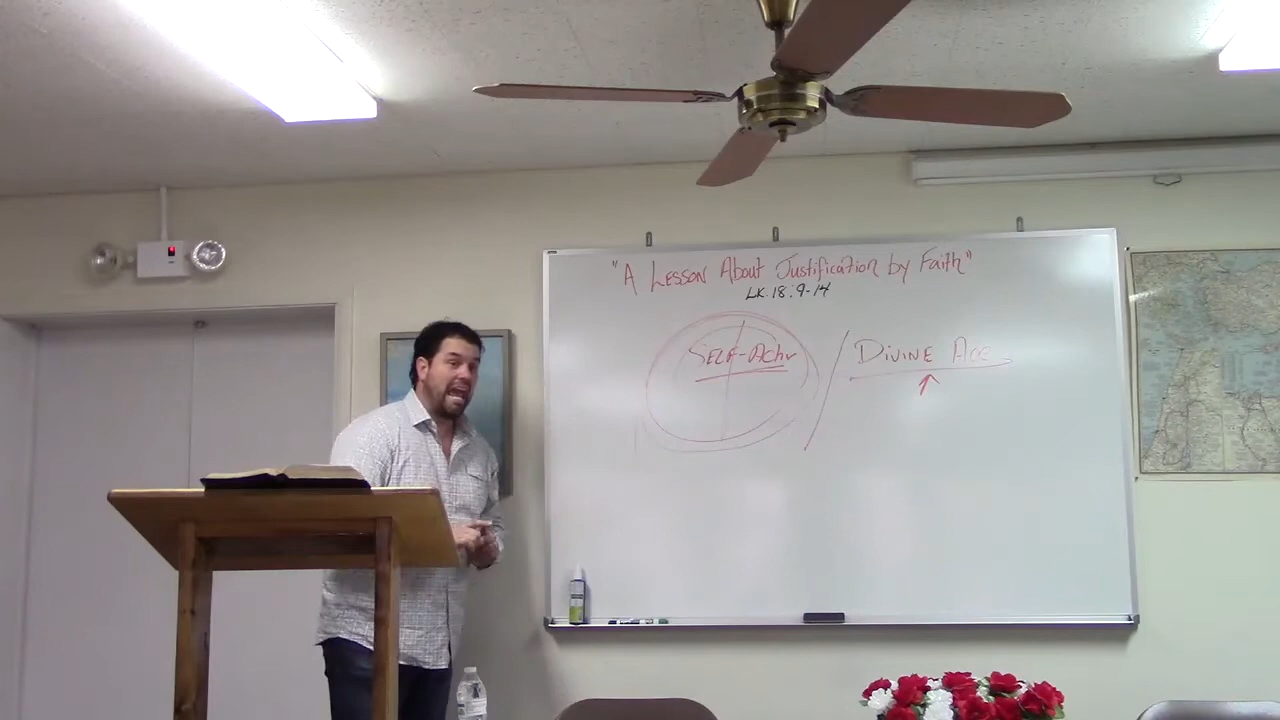 "A Lesson About Justification by Faith"
LK. 18:9-14
SELF-Achv / DIVINE Acc